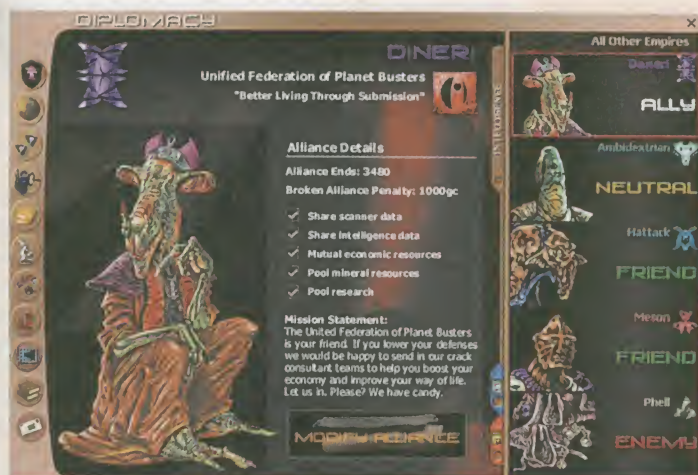 DIPLOMACY
DINERI
Unified Federation of Planet Busters
"Better Living Through Submission"
Alliance Details
Alliance Ends: 3480
Broken Alliance Penalty: 1000gc
Share scanner data
Share intelligence data
Mutual economic resources
Pool mineral resources
Pool research
Mission Statement:
The United Federation of Planet Busters
is your friend. If you lower your defenses
we would be happy to send in our crack
consultant teams to help you boost your
economy and improve your way of life.
Let us in. Please? We have candy.
MODIFY ALLIANCE
INTELLIGENCE
All Other Empires
Daneri
ALLY
Ambidextrian
NEUTRAL
Hattack
FRIEND
Meson
FRIEND
Phell
ENEMY